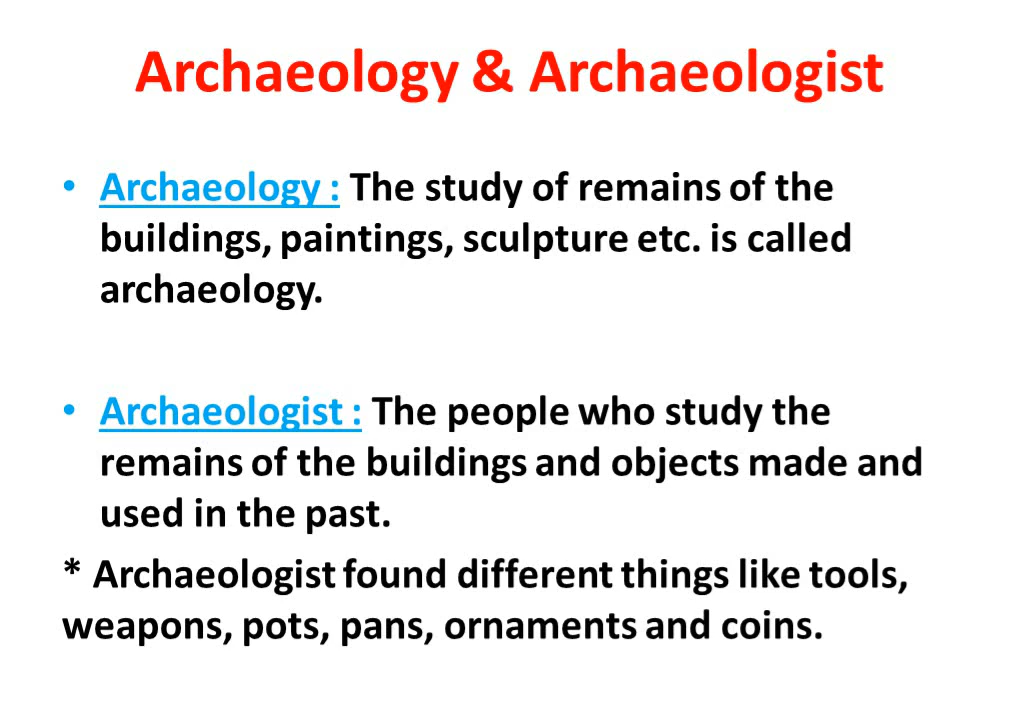 Archaeology & Archaeologist
• Archaeology : The study of remains of the
buildings, paintings, sculpture etc. is called
archaeology.
• Archaeologist : The people who study the
remains of the buildings and objects made and
used in the past.
* Archaeologist found different things like tools,
weapons, pots, pans, ornaments and coins.